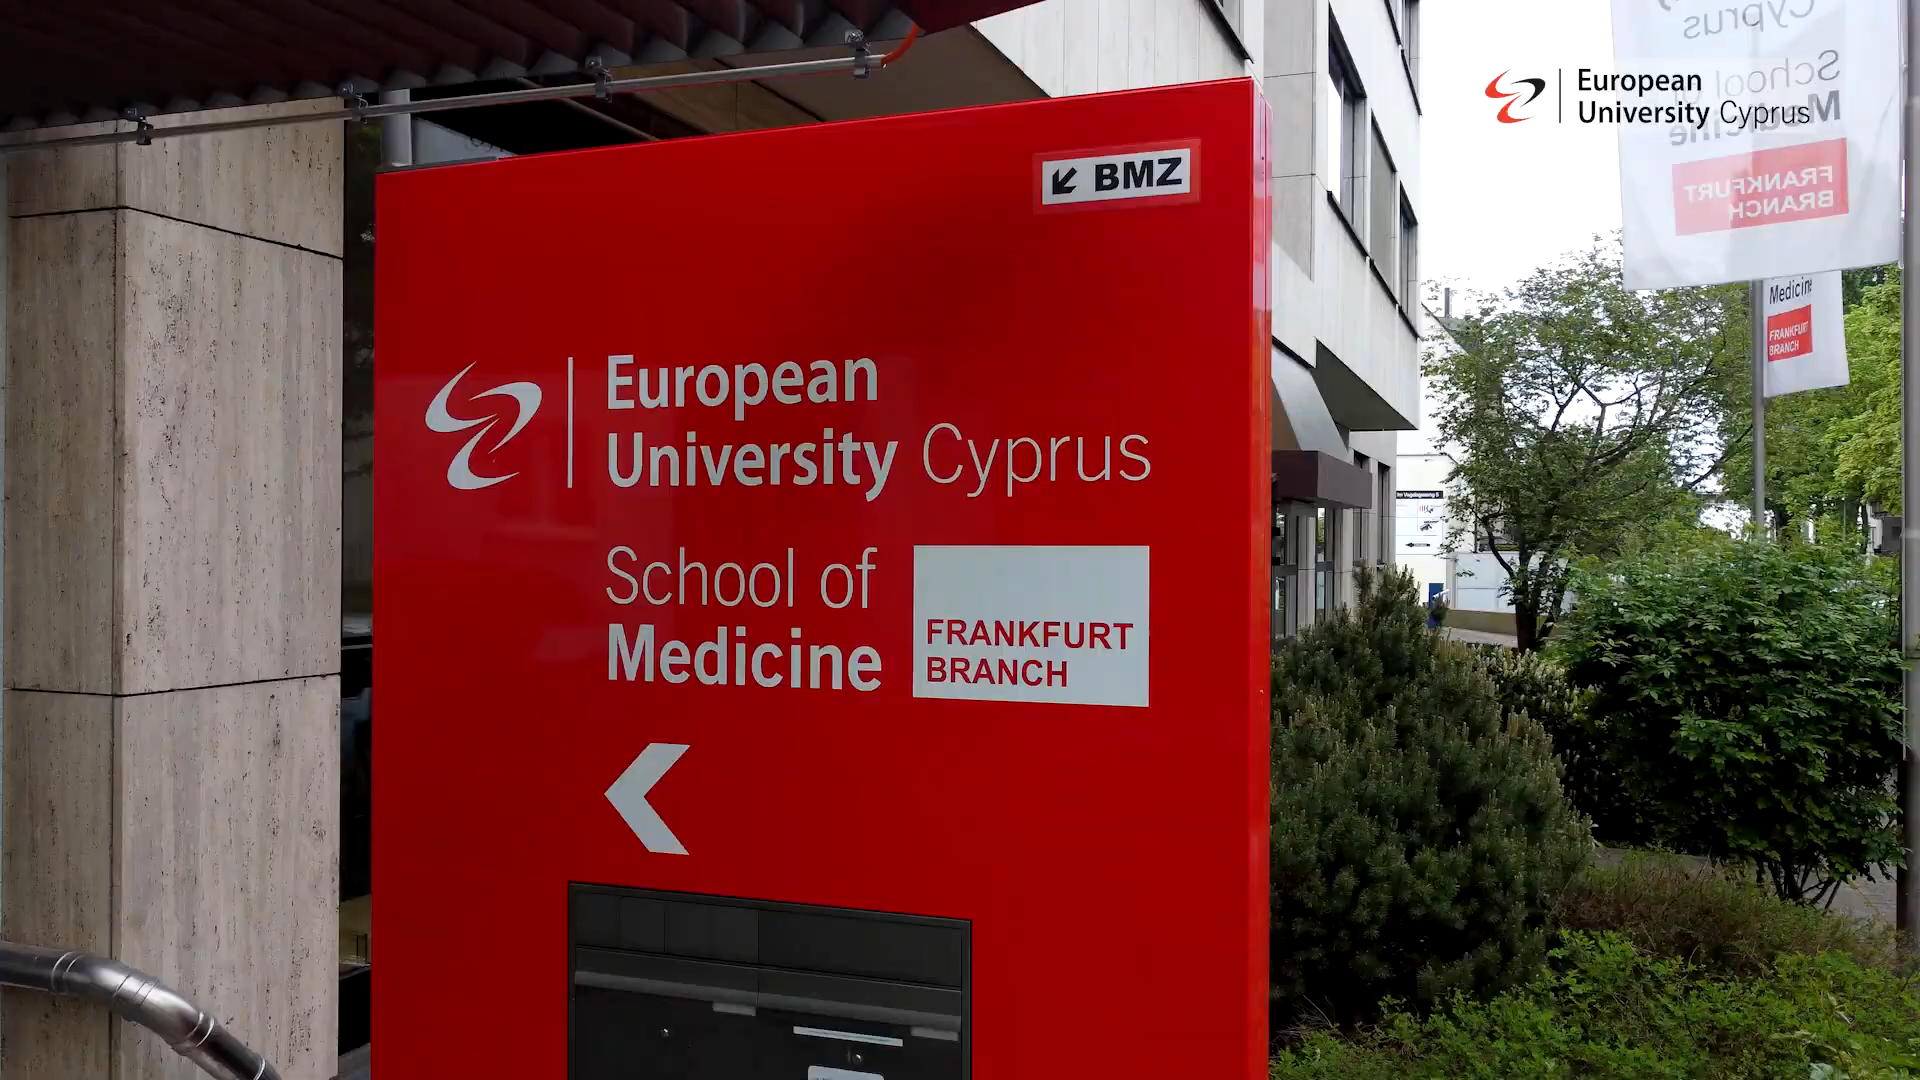 BMZ
European
University Cyprus
School of
Medicine
FRANKFURT
BRANCH
European
University Cyprus
Cyprus
School of
Medicine
FRANKFURT
BRANCH
Medicine
FRANKFURT
BRANCH